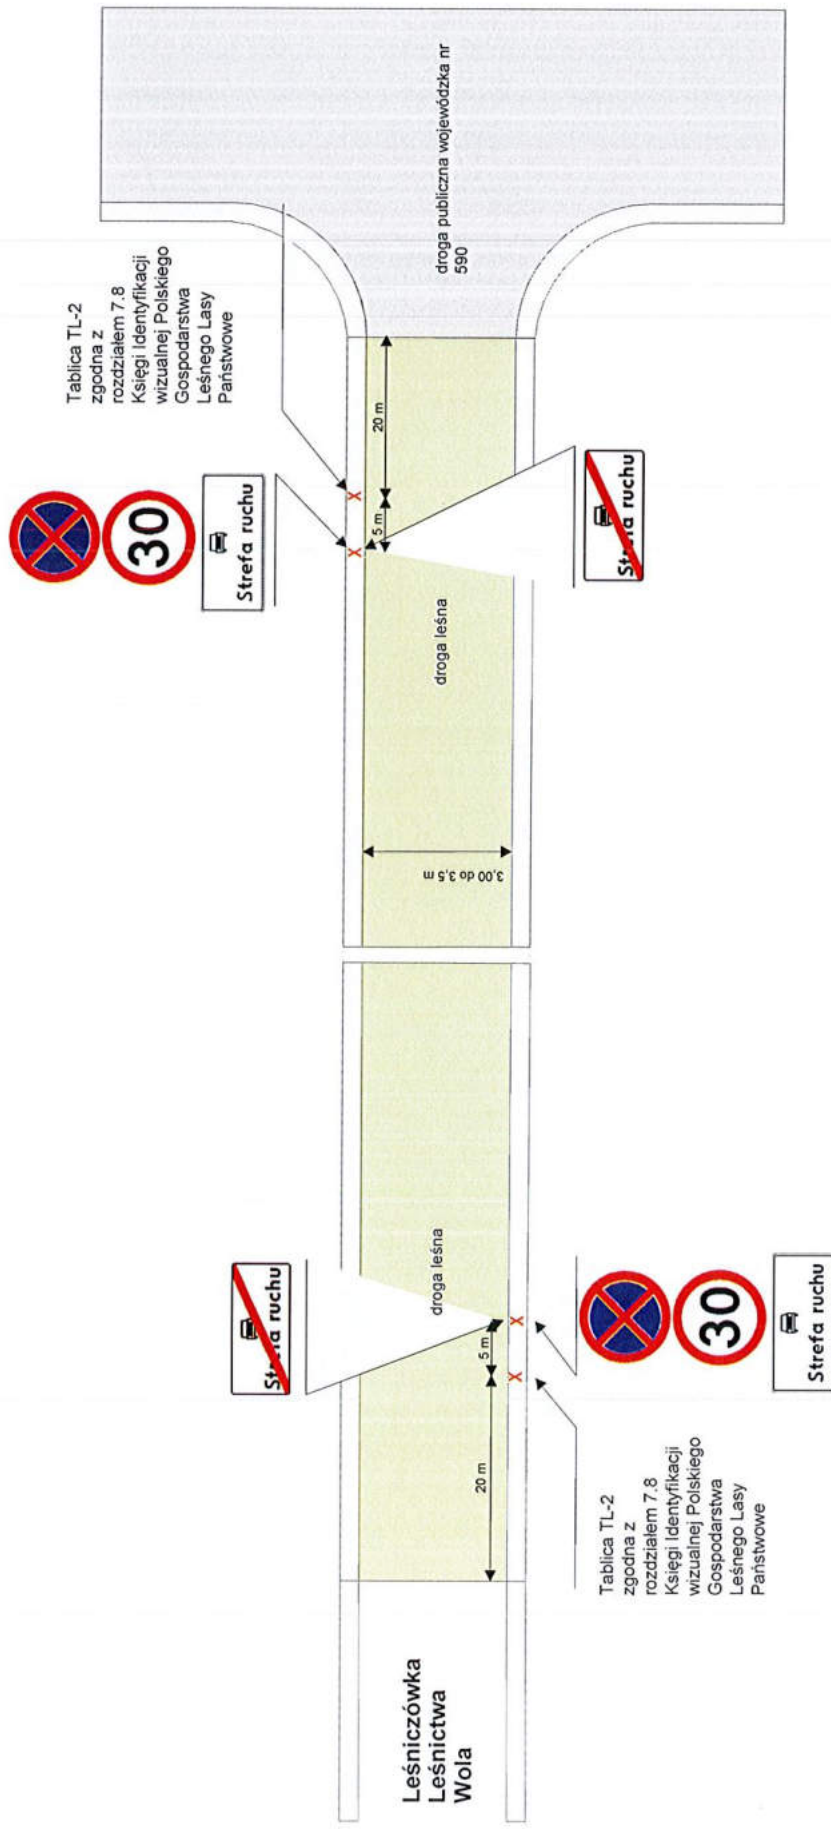 Tablica TL-2
zgodna z
rozdziałem 7.8
Księgi Identyfikacji
wizualnej Polskiego
Gospodarstwa
Leśnego Lasy
Państwowe
30
Strefa ruchu
Strefa ruchu
20 m
5 m
droga publiczna wojewódzka nr
590
droga leśna
3,00 do 3,5 m
Strefa ruchu
droga leśna
5 m
20 m
Leśniczówka
Leśnictwa
Wola
Tablica TL-2
zgodna z
rozdziałem 7.8
Księgi Identyfikacji
wizualnej Polskiego
Gospodarstwa
Leśnego Lasy
Państwowe
30
Strefa ruchu